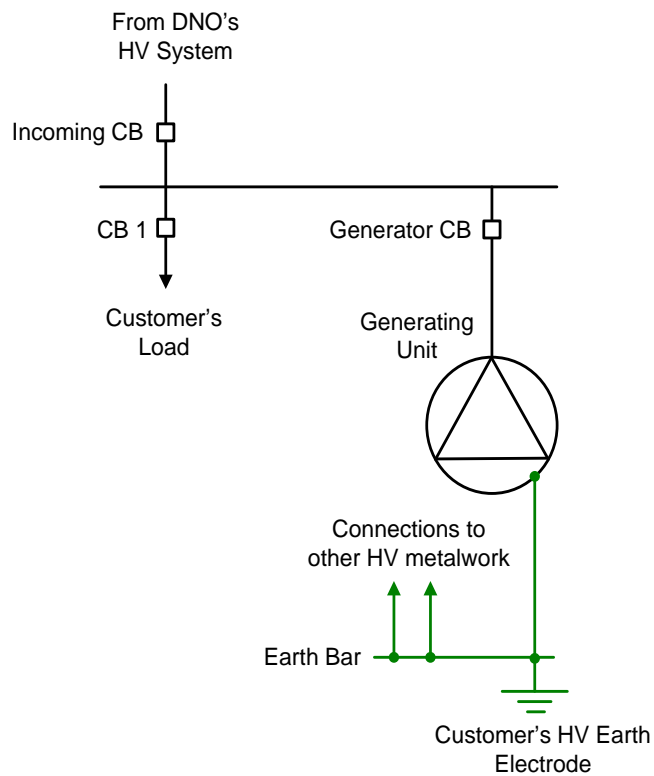 From DNO’s
HV System
Incoming CB
CB 1
Generator CB
Customer’s
Load
Generating
Unit
Connections to
other HV metalwork
Earth Bar
Customer’s HV Earth
Electrode